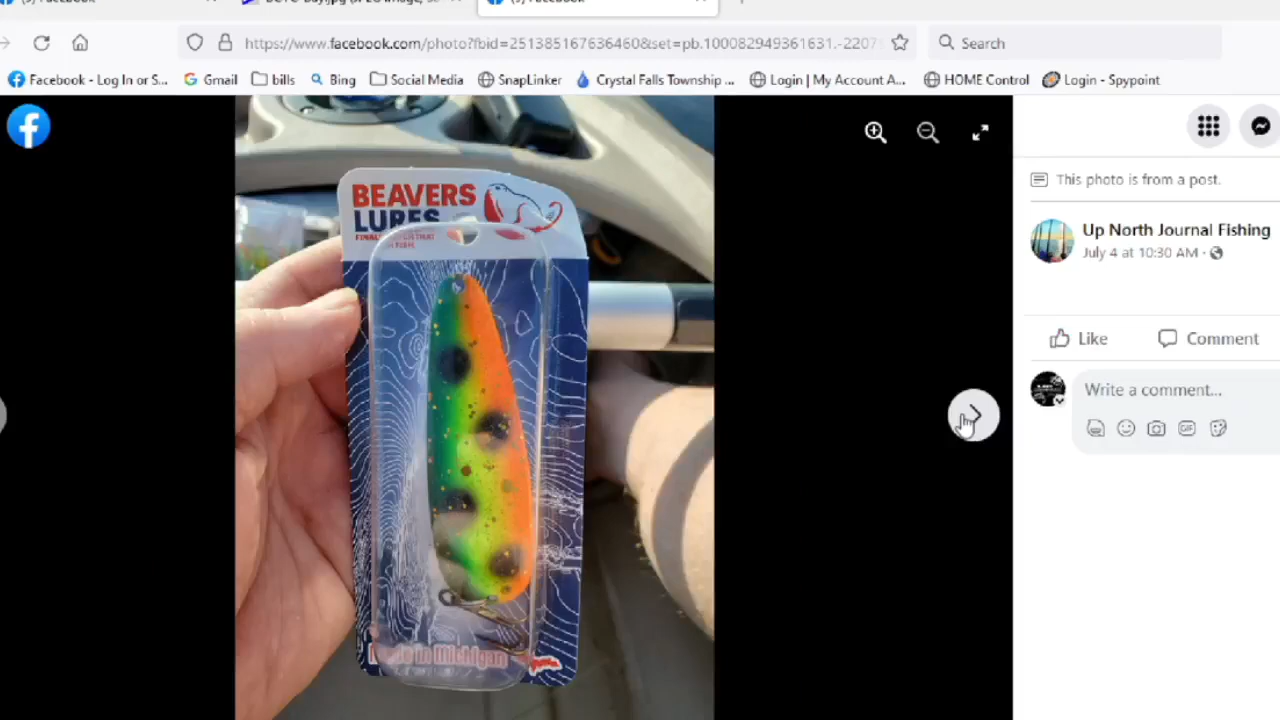 https://www.facebook.com/photo?fbid=251385167636460&set=pb.100082949361631.-2207
Search
Facebook - Log In or S...
Gmail
bills
Bing
Social Media
SnapLinker
Crystal Falls Township ...
Login | My Account A...
HOME Control
Login - Spypoint
This photo is from a post.
Up North Journal Fishing
July 4 at 10:30 AM
Like
Comment
Write a comment...
GIF
BEAVERS
LURES
Made in Michigan